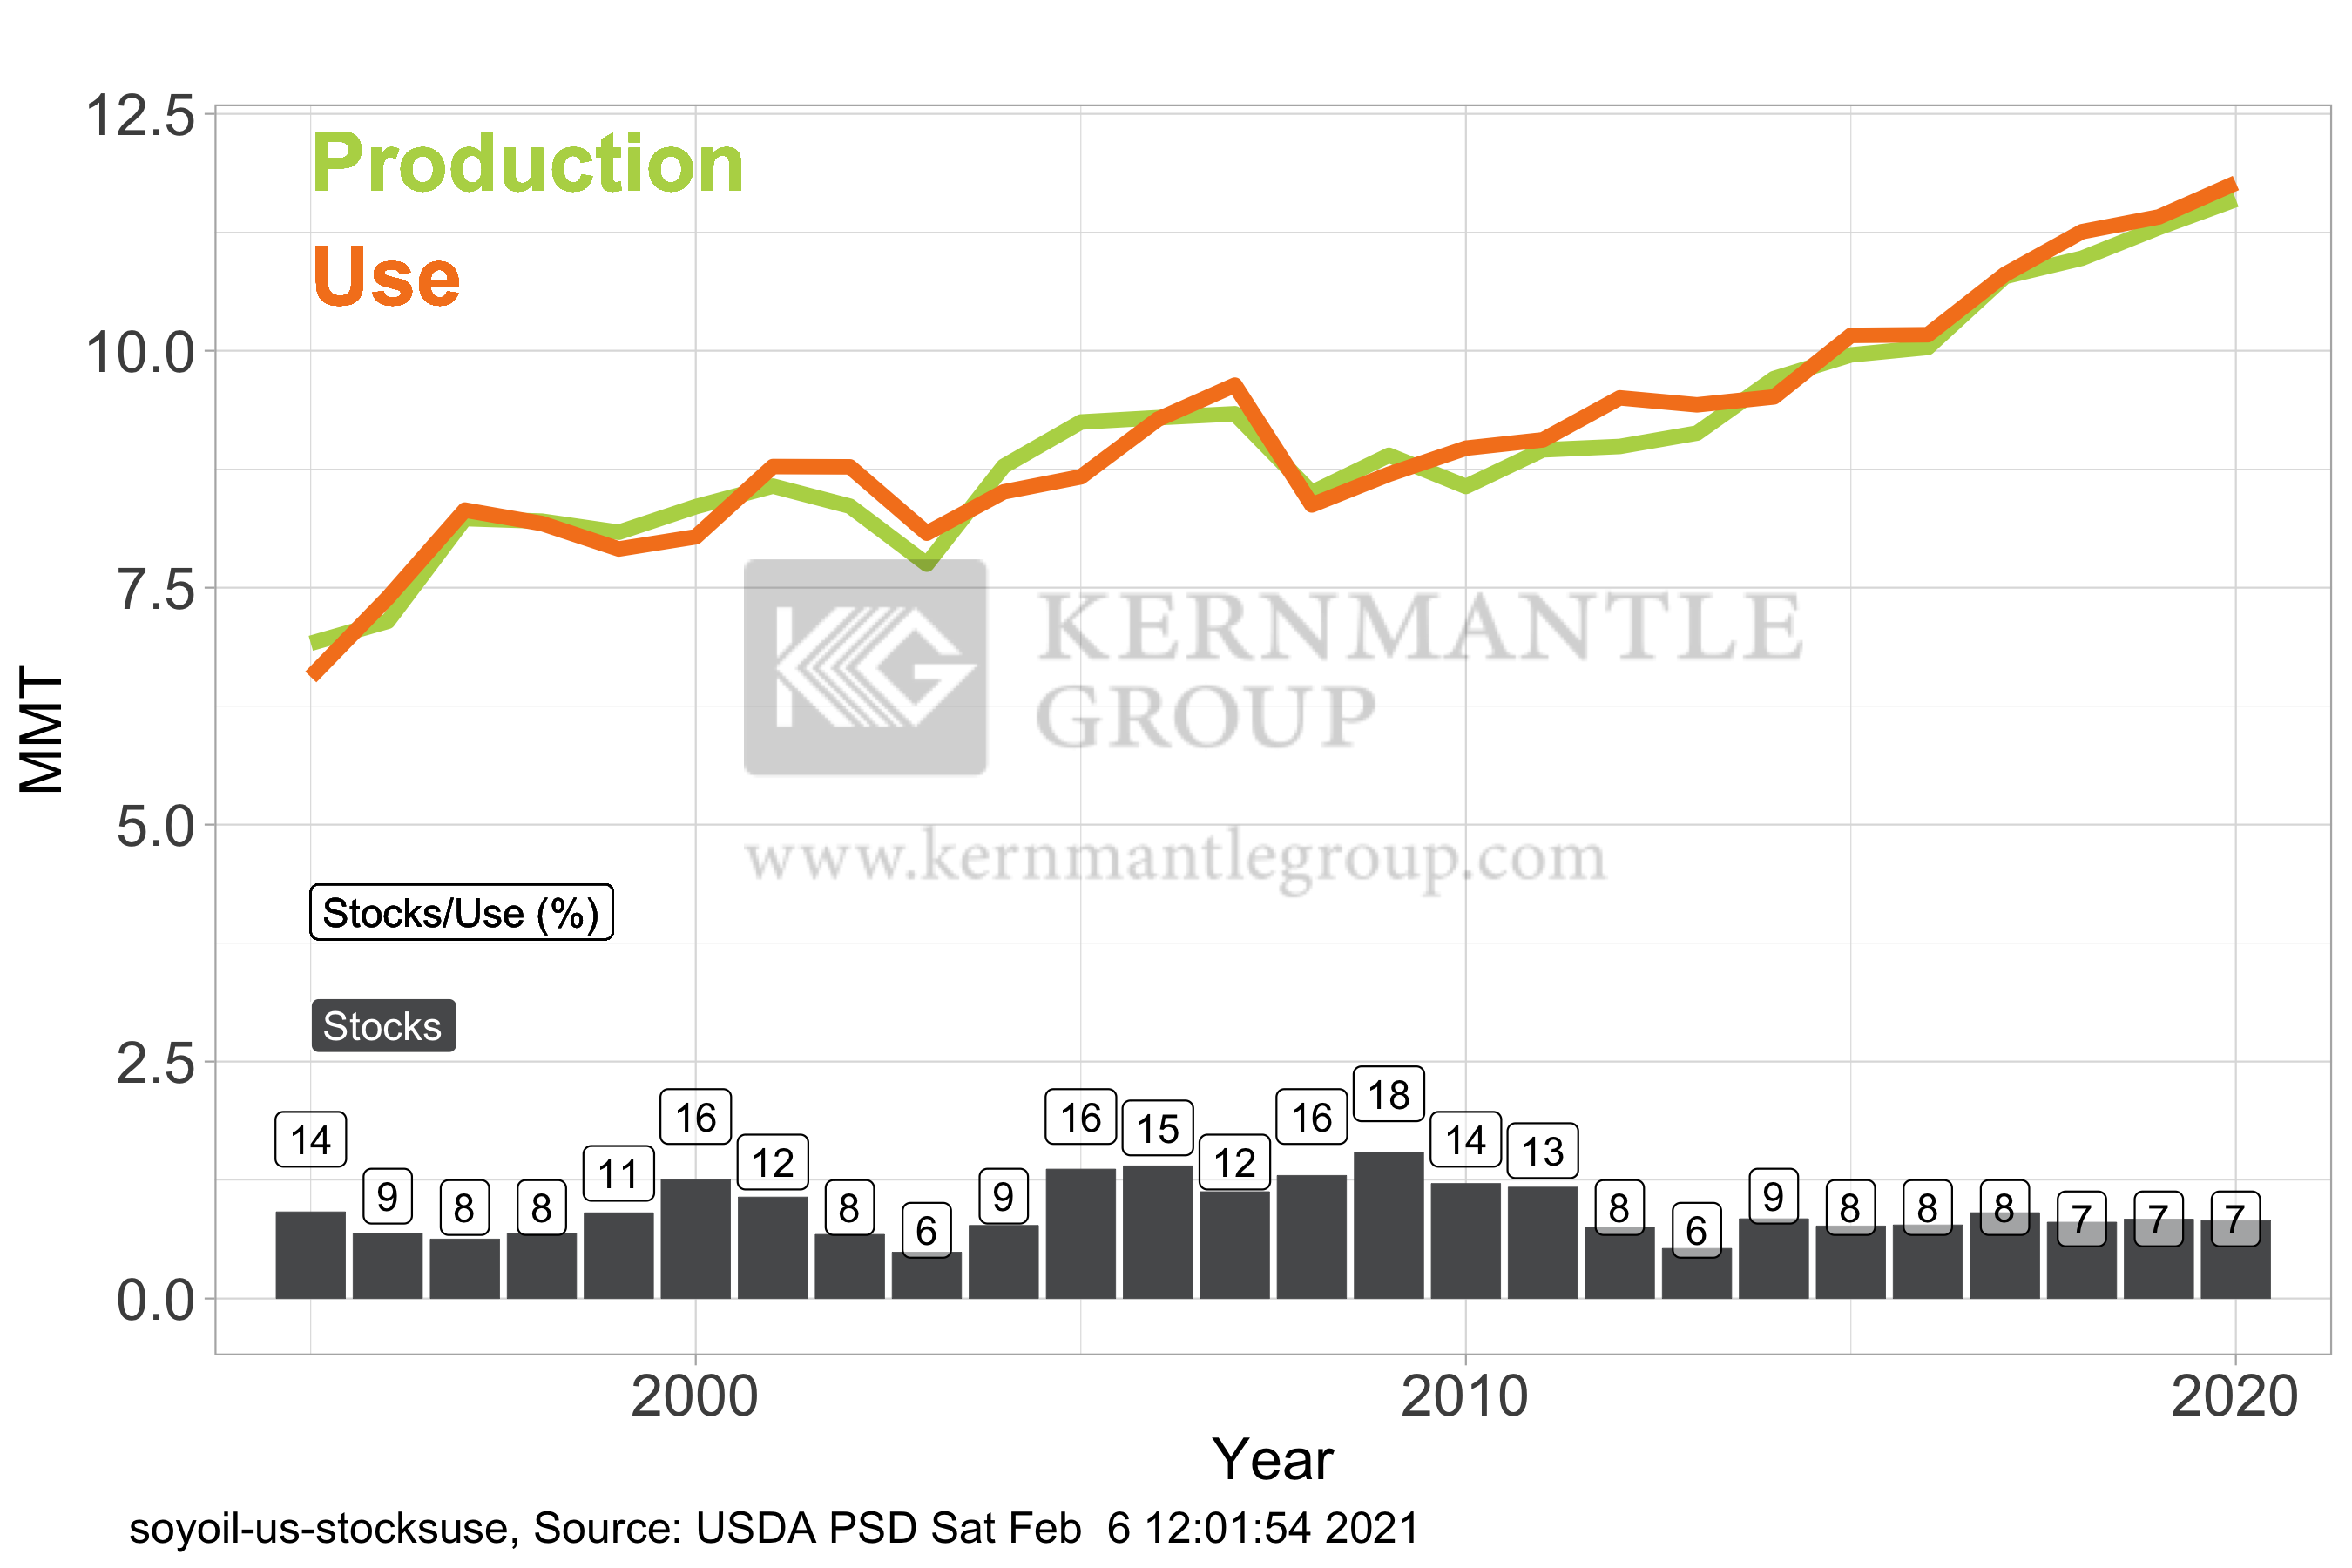 12.5
Production
Use
10.0
7.5
KERNMANTLE
GROUP
MMT
5.0
www.kernmantlegroup.com
Stocks/Use (%)
Stocks
2.5
14 9 8 8 11 16 12 8 6 9 16 15 12 16 18 14 13 8 6 9 8 8 8 7 7 7
0.0
2000 2010 2020
Year
soyoil-us-stocksuse, Source: USDA PSD Sat Feb  6 12:01:54 2021